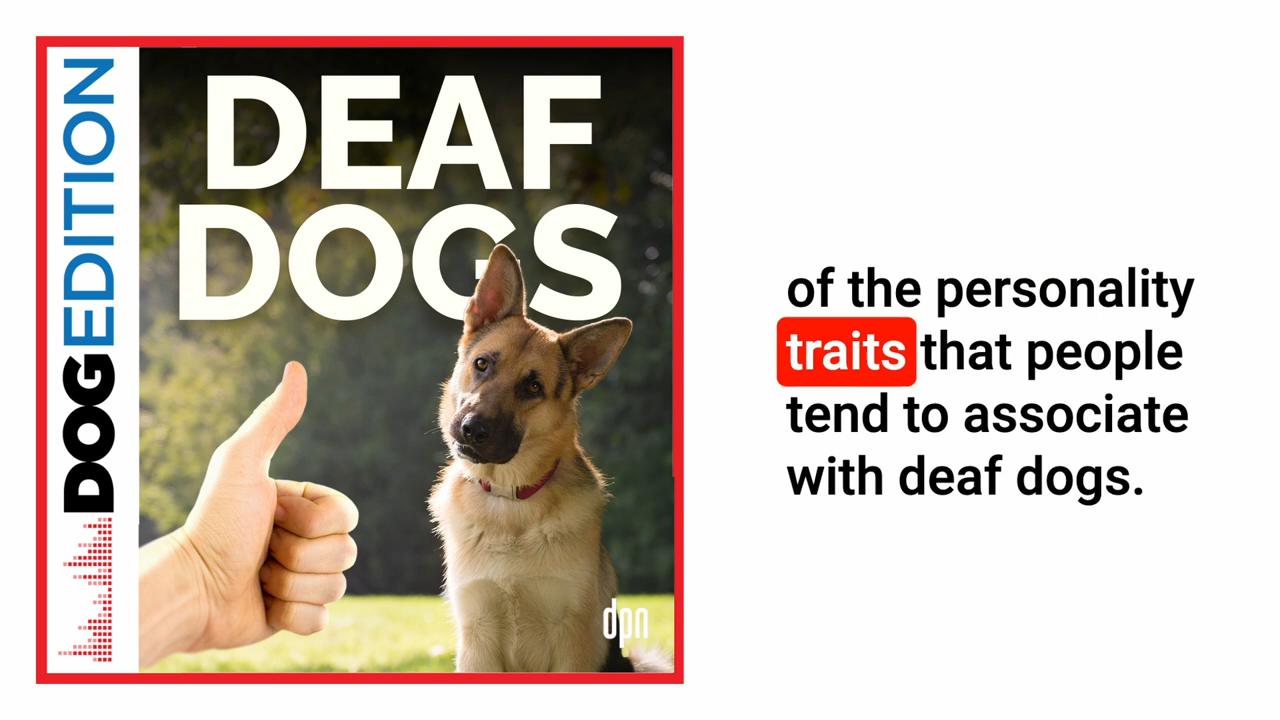 DOGEDITION
DEAF
DOGS
dpn
of the personality
traits that people
tend to associate
with deaf dogs.